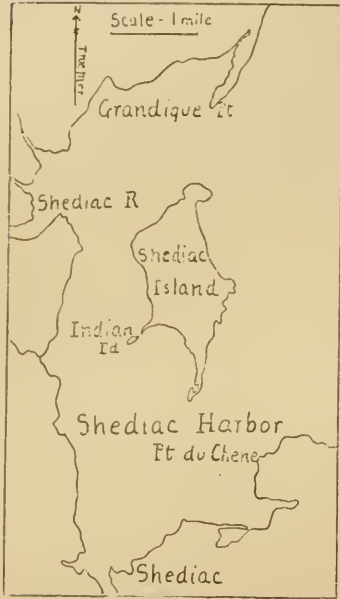 Scale - 1 mile
N
True Mer
Grandique Pt
Shediac R
Shediac
Island
Indian
Id
Shediac Harbor
Pt du Chene
Shediac